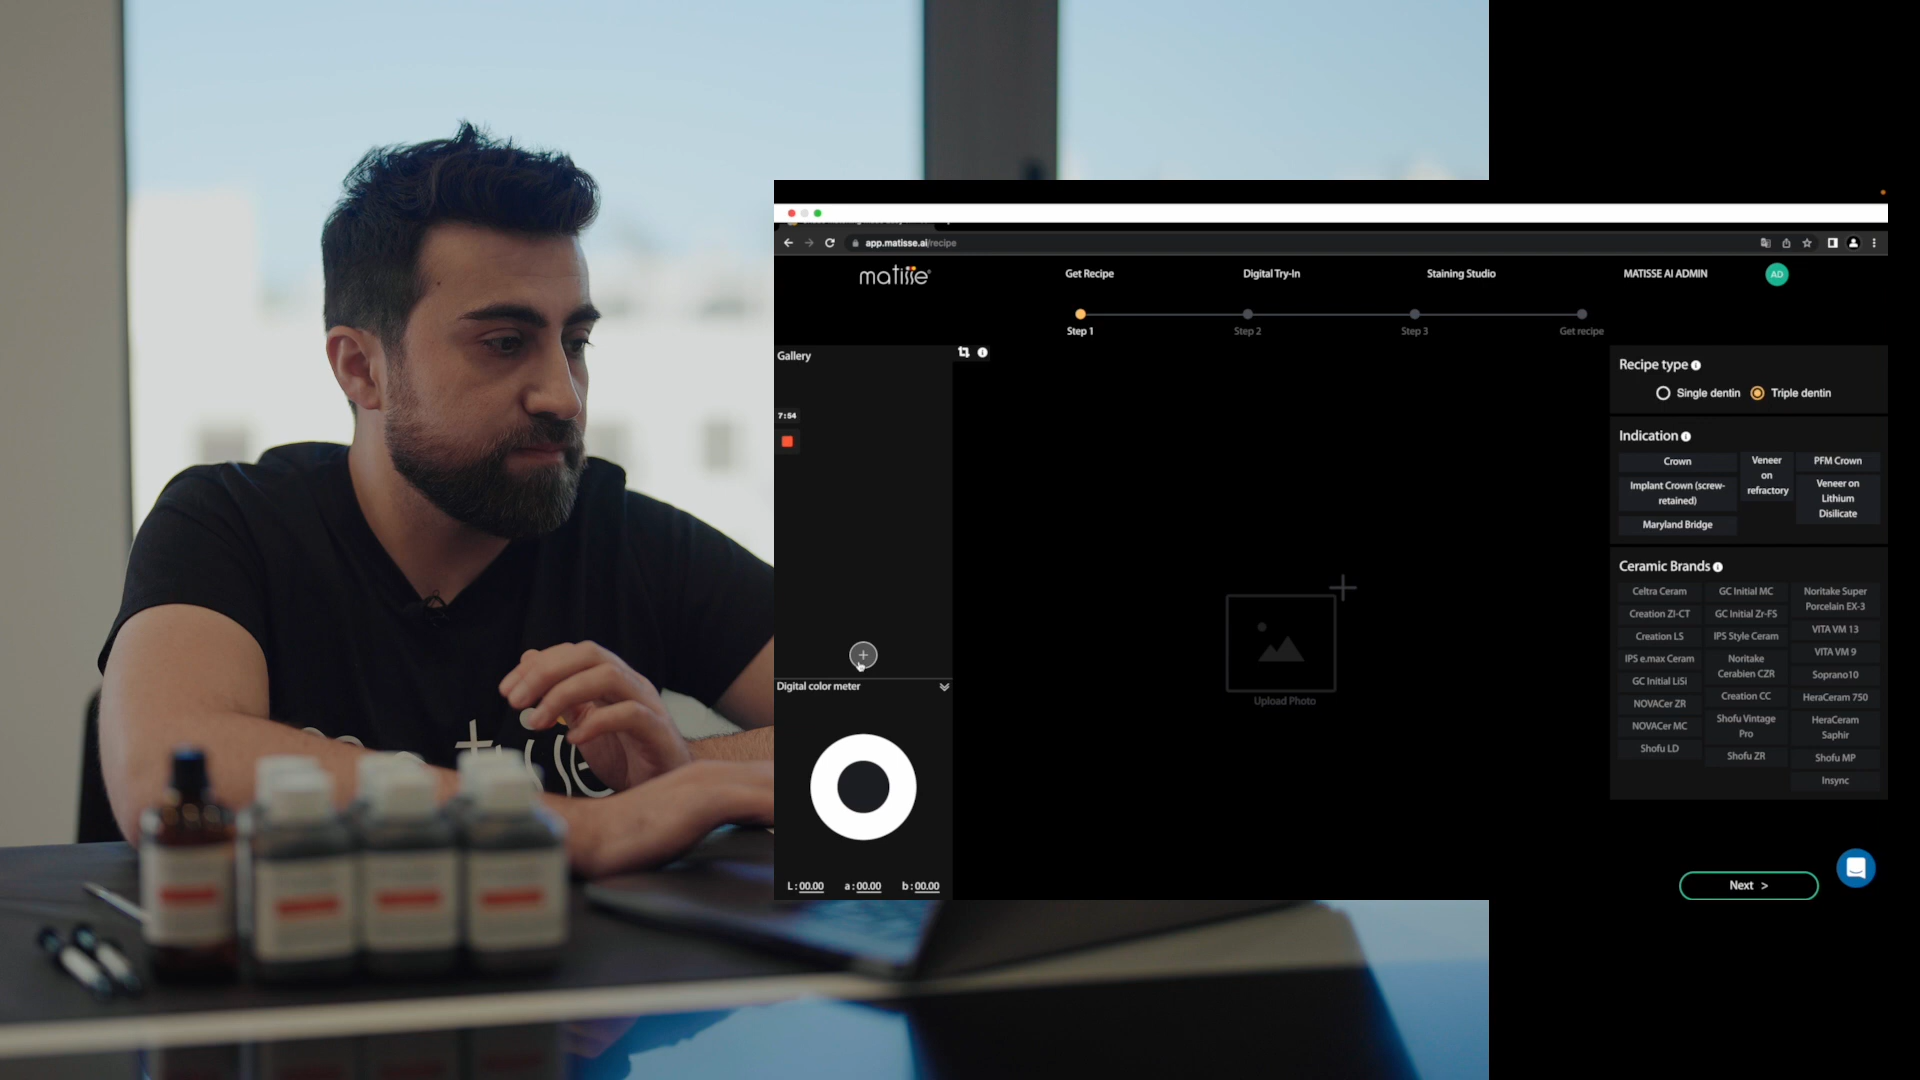 app.matisse.ai/recipe
matisse
Get Recipe
Digital Try-In
Staining Studio
MATISSE AI ADMIN
AD
Step 1
Step 2
Step 3
Get recipe
Gallery
7:54
Recipe type
Single dentin
Triple dentin
Indication
Crown
Implant Crown (screw-
retained)
Maryland Bridge
Veneer
on
refractory
PFM Crown
Veneer on
Lithium
Disilicate
Ceramic Brands
Celtra Ceram
Creation ZI-CT
Creation LS
IPS e.max Ceram
GC Initial LiSi
NOVACer ZR
NOVACer MC
Shofu LD
GC Initial MC
GC Initial Zr-FS
IPS Style Ceram
Noritake
Cerabien CZR
Creation CC
Shofu Vintage
Pro
Shofu ZR
Noritake Super
Porcelain EX-3
VITA VM 13
VITA VM 9
Soprano10
HeraCeram 750
HeraCeram
Saphir
Shofu MP
Insync
Upload Photo
Digital color meter
L:00.00
a:00.00
b:00.00
Next >